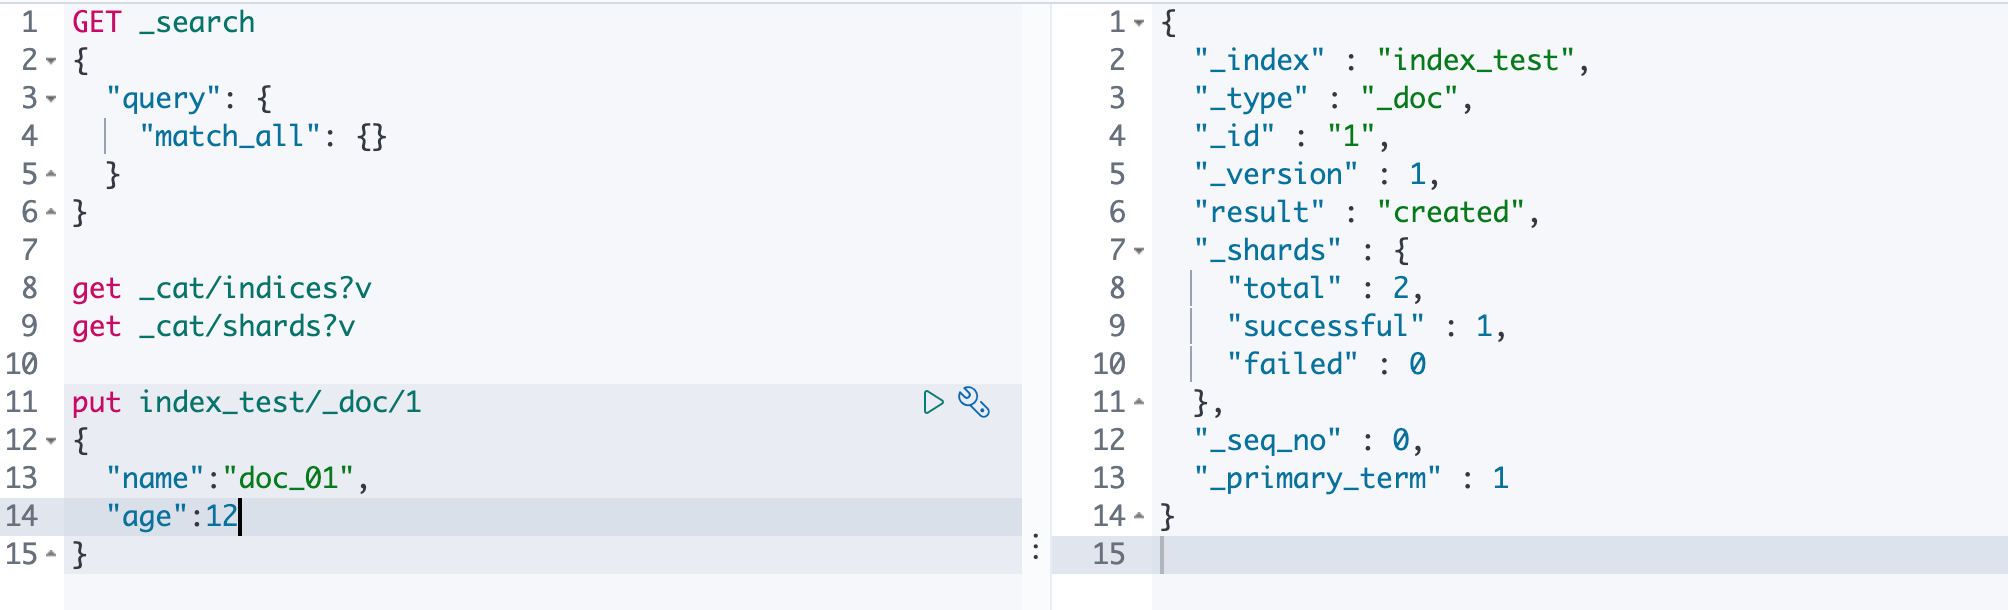 1 GET _search
2 {
3   "query": {
4     "match_all": {}
5   }
6 }
7
8 get _cat/indices?v
9 get _cat/shards?v
10
11 put index_test/_doc/1
12 {
13   "name":"doc_01",
14   "age":12
15 }
1 {
2   "_index" : "index_test",
3   "_type" : "_doc",
4   "_id" : "1",
5   "_version" : 1,
6   "result" : "created",
7   "_shards" : {
8     "total" : 2,
9     "successful" : 1,
10     "failed" : 0
11   },
12   "_seq_no" : 0,
13   "_primary_term" : 1
14 }
15